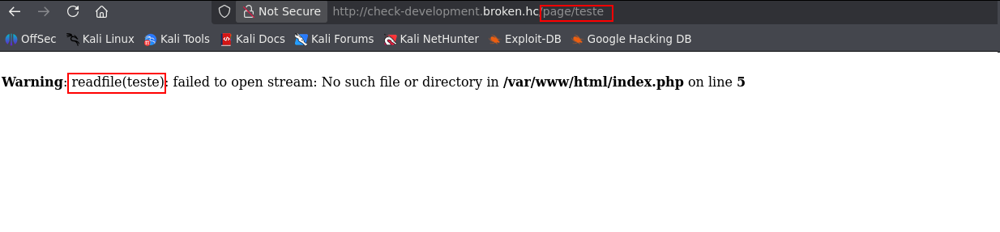 Not Secure http://check-development.broken.hc/page/teste
OffSec Kali Linux Kali Tools Kali Docs Kali Forums Kali NetHunter Exploit-DB Google Hacking DB
Warning: readfile(teste): failed to open stream: No such file or directory in /var/www/html/index.php on line 5